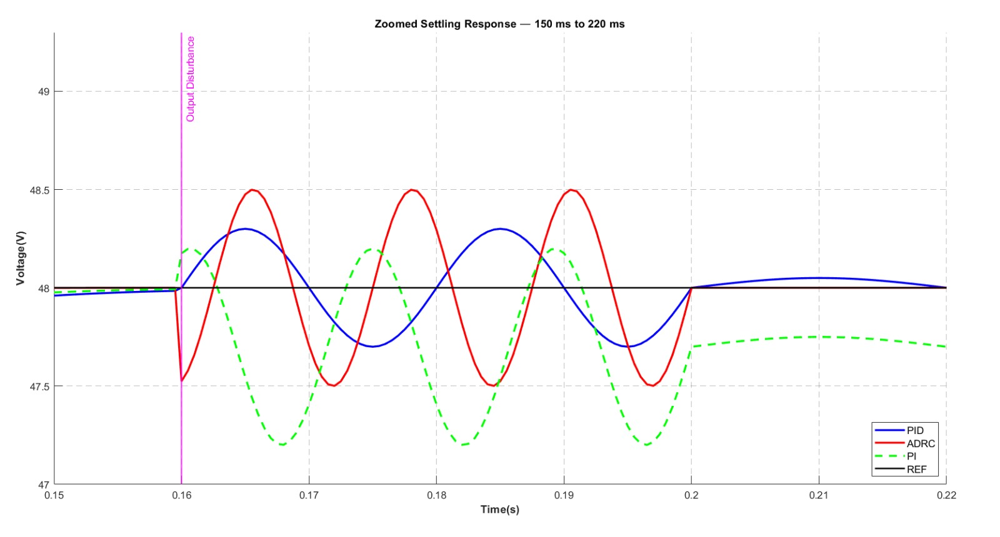 Zoomed Settling Response — 150 ms to 220 ms
Output Disturbance
Voltage(V)
49
48.5
48
47.5
47
0.15
0.16
0.17
0.18
0.19
0.2
0.21
0.22
Time(s)
PID
ADRC
PI
REF